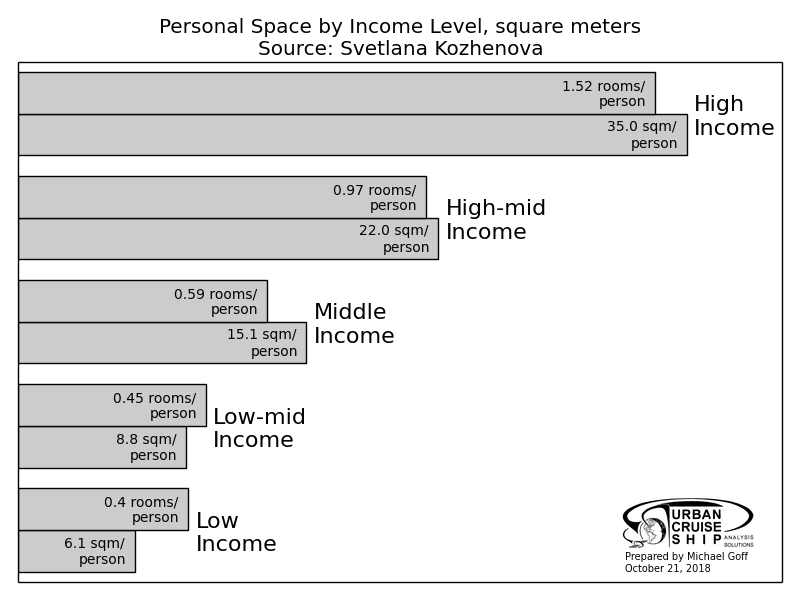 Personal Space by Income Level, square meters
Source: Svetlana Kozhenova
1.52 rooms/
person
35.0 sqm/
person
High
Income
0.97 rooms/
person
22.0 sqm/
person
High-mid
Income
0.59 rooms/
person
15.1 sqm/
person
Middle
Income
0.45 rooms/
person
8.8 sqm/
person
Low-mid
Income
0.4 rooms/
person
6.1 sqm/
person
Low
Income
URBAN
CRUISE
SHIP ANALYSIS
SOLUTIONS
Prepared by Michael Goff
October 21, 2018